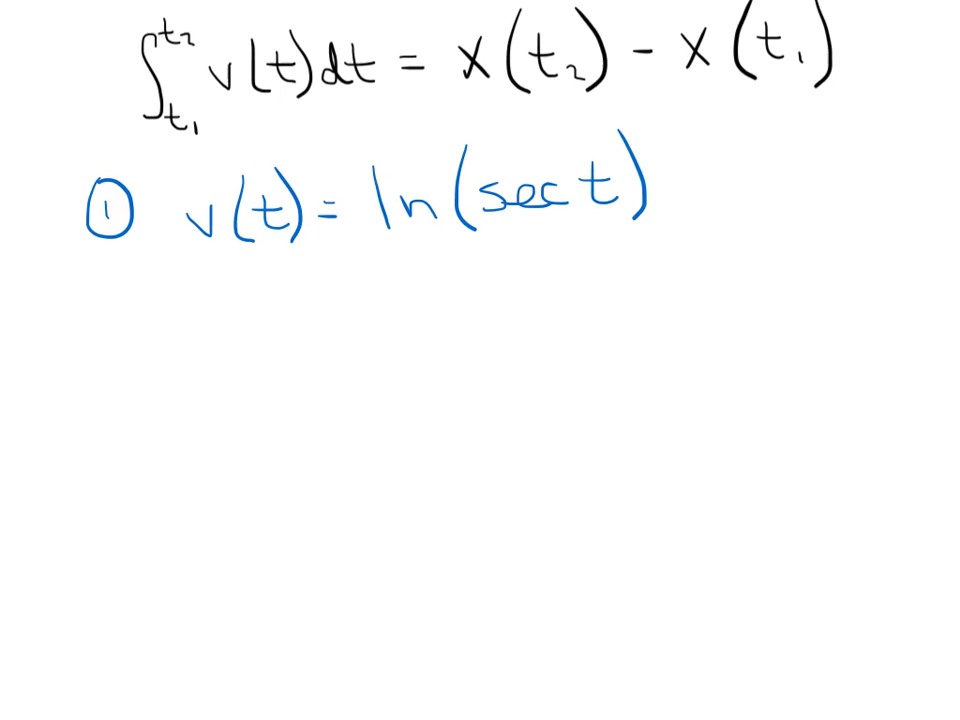 ∫_{t₁}^{t₂} v(t)dt = x(t₂) - x(t₁)
① v(t) = ln(sec t)